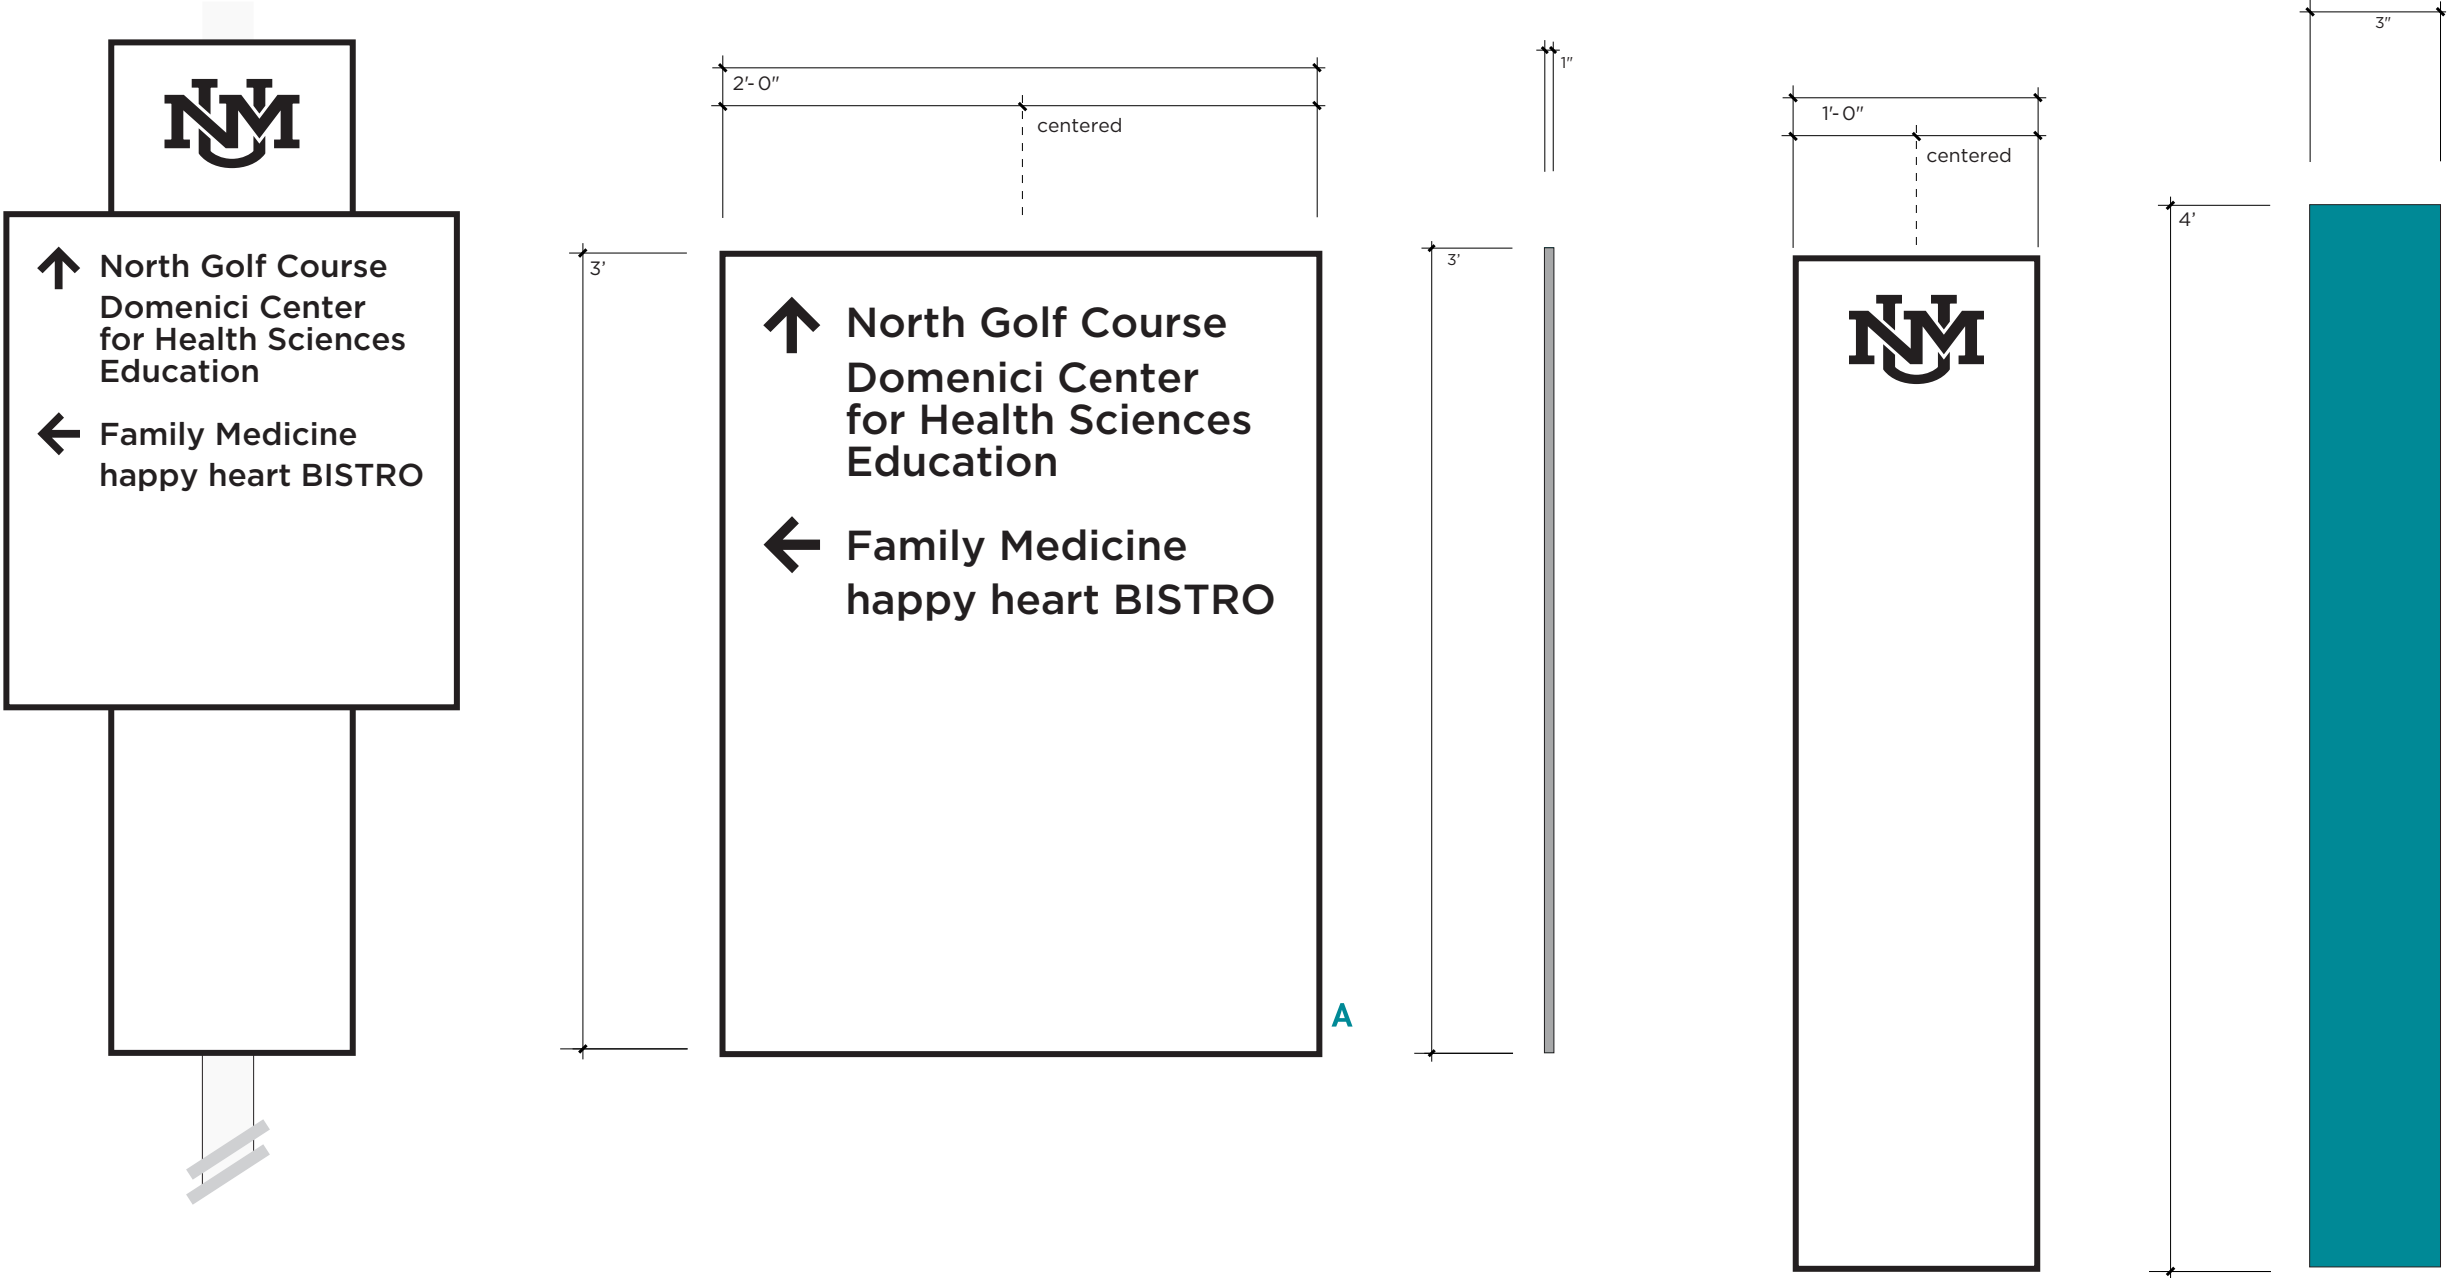 UNM
North Golf Course
Domenici Center
for Health Sciences
Education
Family Medicine
happy heart BISTRO
2'-0"
centered
3'
North Golf Course
Domenici Center
for Health Sciences
Education
Family Medicine
happy heart BISTRO
A
1"
3'
1'-0"
centered
UNM
3"
4'